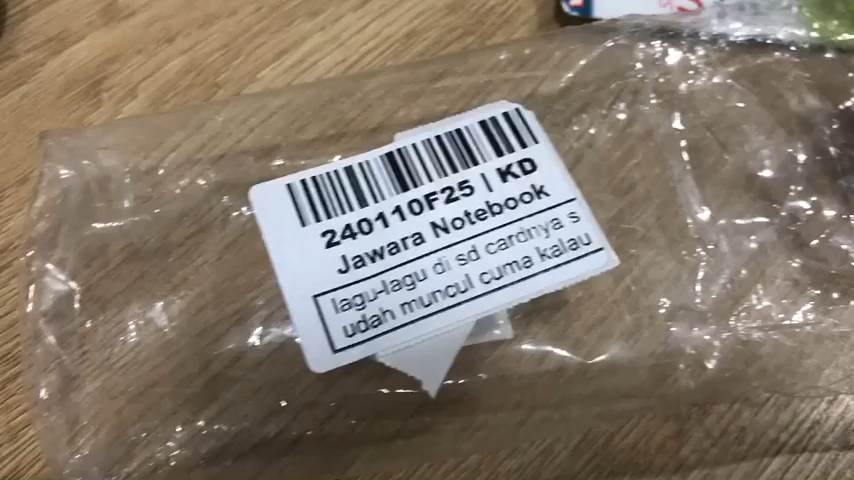 240110F25 | KD
Jawara Notebook
lagu-lagu di sd cardnya s
udah muncul cuma kalau